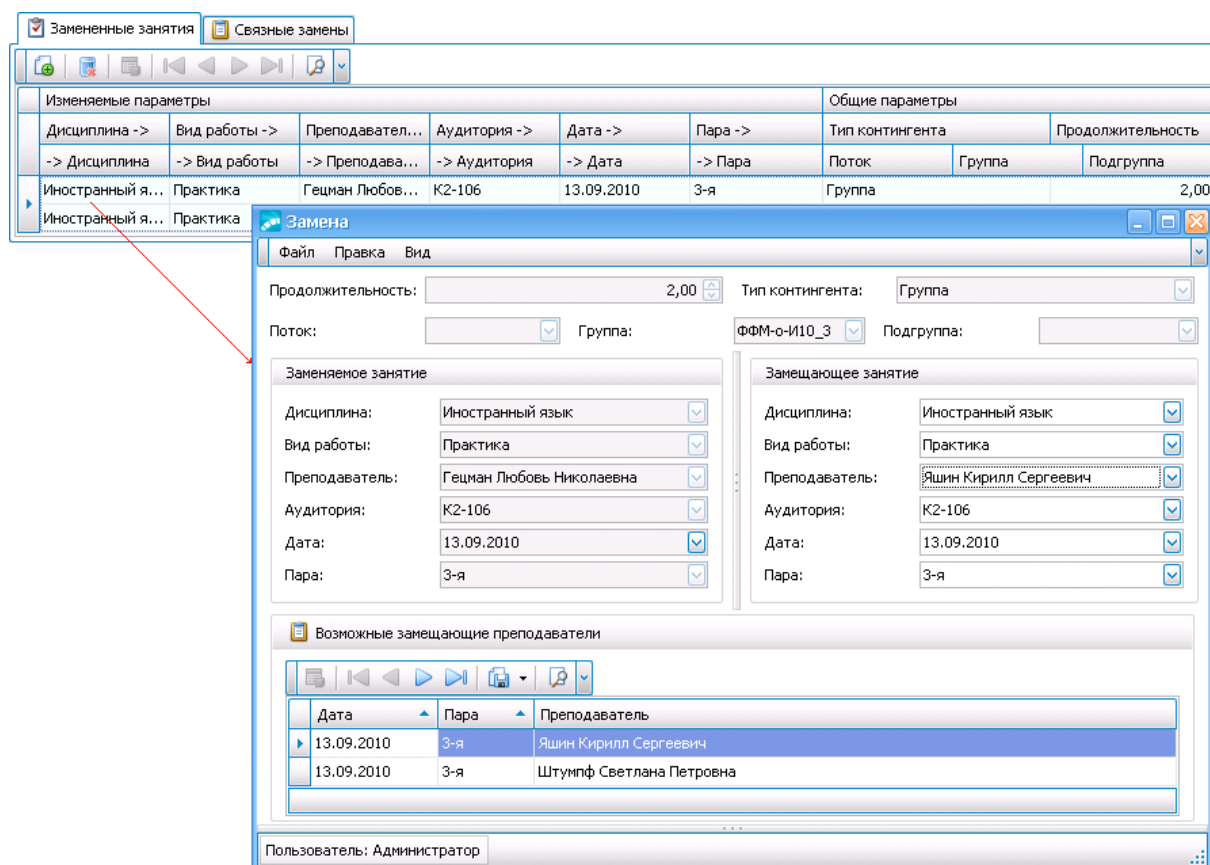 Замененные занятия Связные замены
Изменяемые параметры Общие параметры
Дисциплина -> Вид работы -> Преподавател... Аудитория -> Дата -> Пара -> Тип контингента Продолжительность
-> Дисциплина -> Вид работы -> Преподава... -> Аудитория -> Дата -> Пара Поток Группа Подгруппа
Иностранный я... Практика Гецман Любов... К2-106 13.09.2010 3-я Группа 2,00
Иностранный я... Практика
Замена
Файл Правка Вид
Продолжительность: 2,00 Тип контингента: Группа
Поток: Группа: ФФМ-о-И10_3 Подгруппа:
Заменяемое занятие Замещающее занятие
Дисциплина: Иностранный язык Дисциплина: Иностранный язык
Вид работы: Практика Вид работы: Практика
Преподаватель: Гецман Любовь Николаевна Преподаватель: Яшин Кирилл Сергеевич
Аудитория: К2-106 Аудитория: К2-106
Дата: 13.09.2010 Дата: 13.09.2010
Пара: 3-я Пара: 3-я
Возможные замещающие преподаватели
Дата Пара Преподаватель
13.09.2010 3-я Яшин Кирилл Сергеевич
13.09.2010 3-я Штумпф Светлана Петровна
Пользователь: Администратор